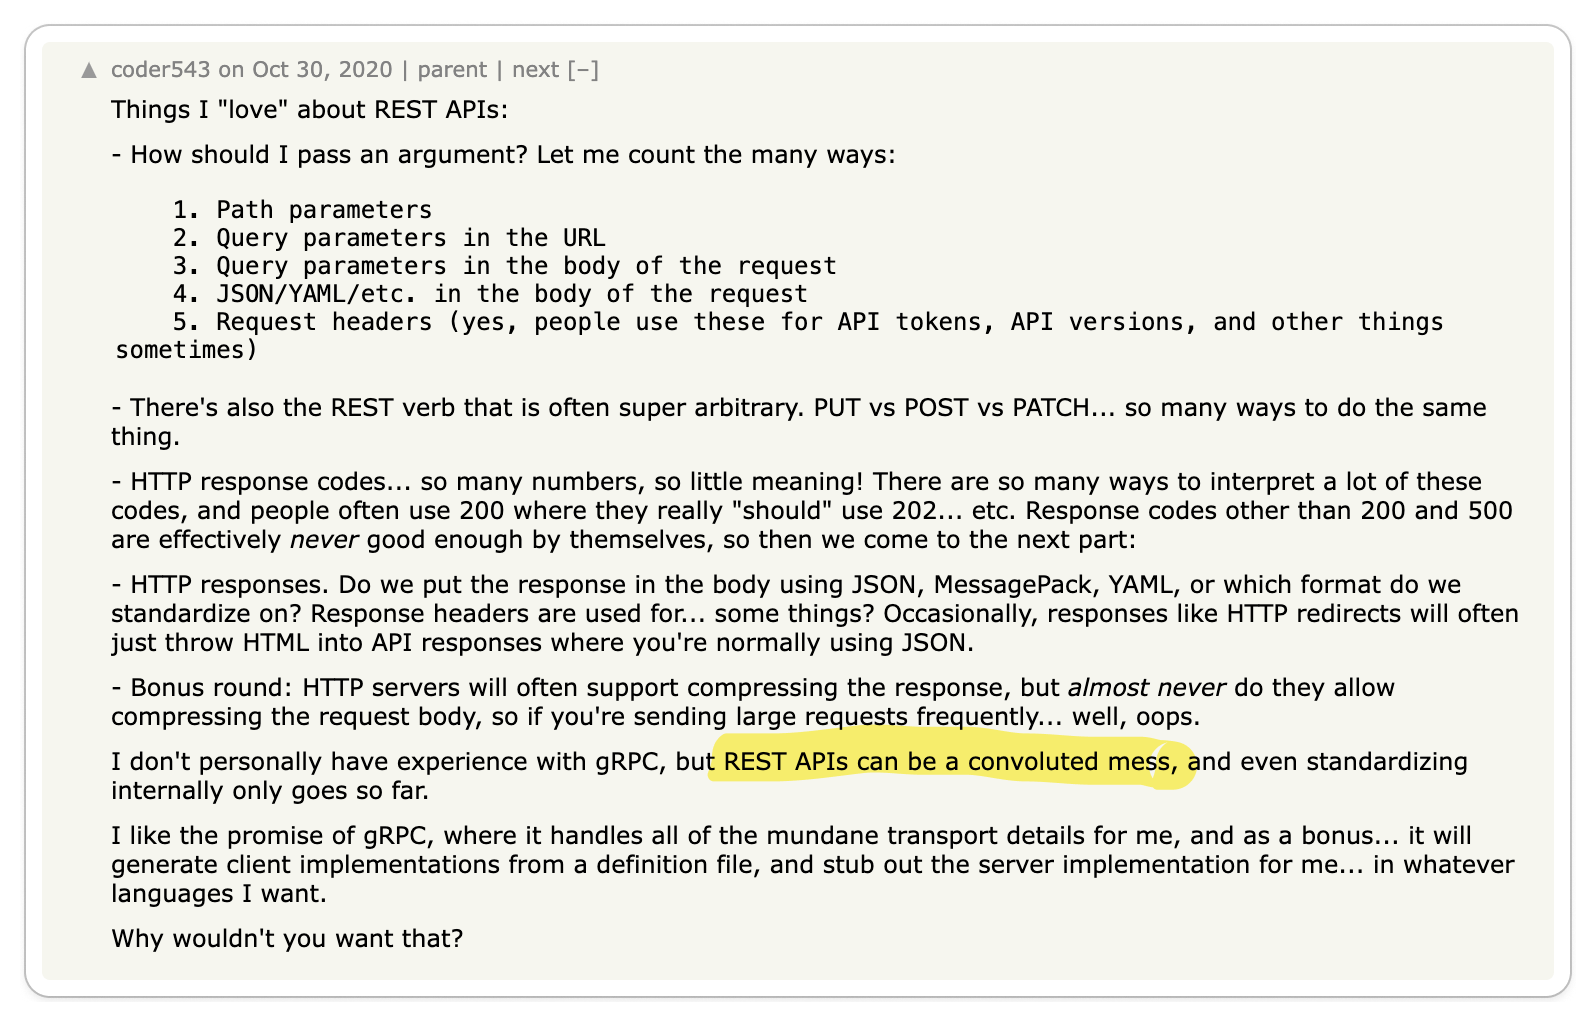 ▲ coder543 on Oct 30, 2020 | parent | next [–]
Things I "love" about REST APIs:
- How should I pass an argument? Let me count the many ways:
1. Path parameters
2. Query parameters in the URL
3. Query parameters in the body of the request
4. JSON/YAML/etc. in the body of the request
5. Request headers (yes, people use these for API tokens, API versions, and other things
sometimes)
- There's also the REST verb that is often super arbitrary. PUT vs POST vs PATCH... so many ways to do the same
thing.
- HTTP response codes... so many numbers, so little meaning! There are so many ways to interpret a lot of these
codes, and people often use 200 where they really "should" use 202... etc. Response codes other than 200 and 500
are effectively never good enough by themselves, so then we come to the next part:
- HTTP responses. Do we put the response in the body using JSON, MessagePack, YAML, or which format do we
standardize on? Response headers are used for... some things? Occasionally, responses like HTTP redirects will often
just throw HTML into API responses where you're normally using JSON.
- Bonus round: HTTP servers will often support compressing the response, but almost never do they allow
compressing the request body, so if you're sending large requests frequently... well, oops.
I don't personally have experience with gRPC, but REST APIs can be a convoluted mess, and even standardizing
internally only goes so far.
I like the promise of gRPC, where it handles all of the mundane transport details for me, and as a bonus... it will
generate client implementations from a definition file, and stub out the server implementation for me... in whatever
languages I want.
Why wouldn't you want that?